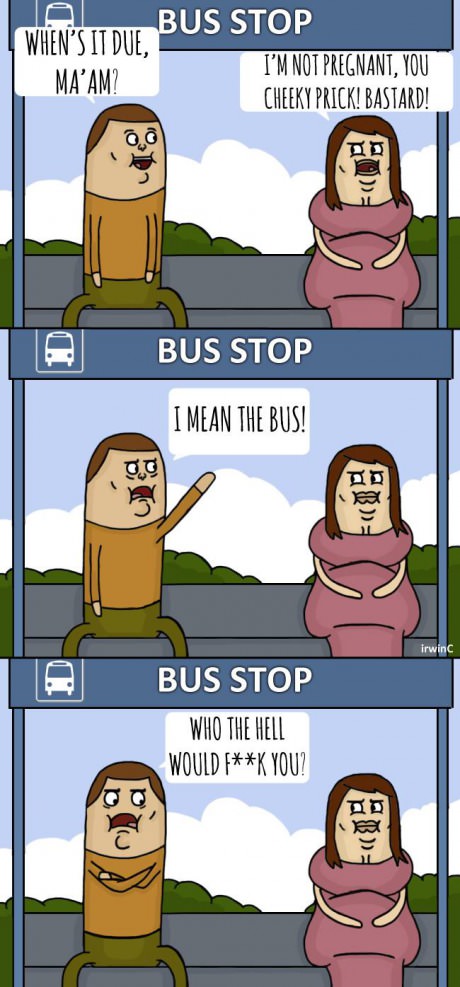 BUS STOP
WHEN'S IT DUE,
MA'AM?
I'M NOT PREGNANT, YOU
CHEEKY PRICK! BASTARD!
BUS STOP
I MEAN THE BUS!
irwinC
BUS STOP
WHO THE HELL
WOULD F**K YOU?